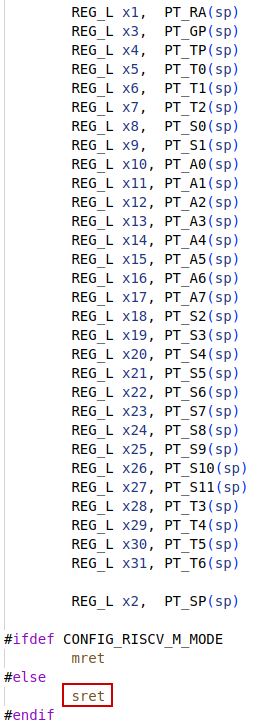 REG_L x1, PT_RA(sp)
REG_L x3, PT_GP(sp)
REG_L x4, PT_TP(sp)
REG_L x5, PT_T0(sp)
REG_L x6, PT_T1(sp)
REG_L x7, PT_T2(sp)
REG_L x8, PT_S0(sp)
REG_L x9, PT_S1(sp)
REG_L x10, PT_A0(sp)
REG_L x11, PT_A1(sp)
REG_L x12, PT_A2(sp)
REG_L x13, PT_A3(sp)
REG_L x14, PT_A4(sp)
REG_L x15, PT_A5(sp)
REG_L x16, PT_A6(sp)
REG_L x17, PT_A7(sp)
REG_L x18, PT_S2(sp)
REG_L x19, PT_S3(sp)
REG_L x20, PT_S4(sp)
REG_L x21, PT_S5(sp)
REG_L x22, PT_S6(sp)
REG_L x23, PT_S7(sp)
REG_L x24, PT_S8(sp)
REG_L x25, PT_S9(sp)
REG_L x26, PT_S10(sp)
REG_L x27, PT_S11(sp)
REG_L x28, PT_T3(sp)
REG_L x29, PT_T4(sp)
REG_L x30, PT_T5(sp)
REG_L x31, PT_T6(sp)
REG_L x2, PT_SP(sp)
#ifdef CONFIG_RISCV_M_MODE
mret
#else
sret
#endif